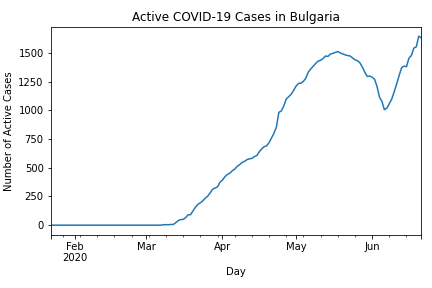 Active COVID-19 Cases in Bulgaria
Number of Active Cases
1500
1250
1000
750
500
250
0
Feb Mar Apr May Jun
2020
Day